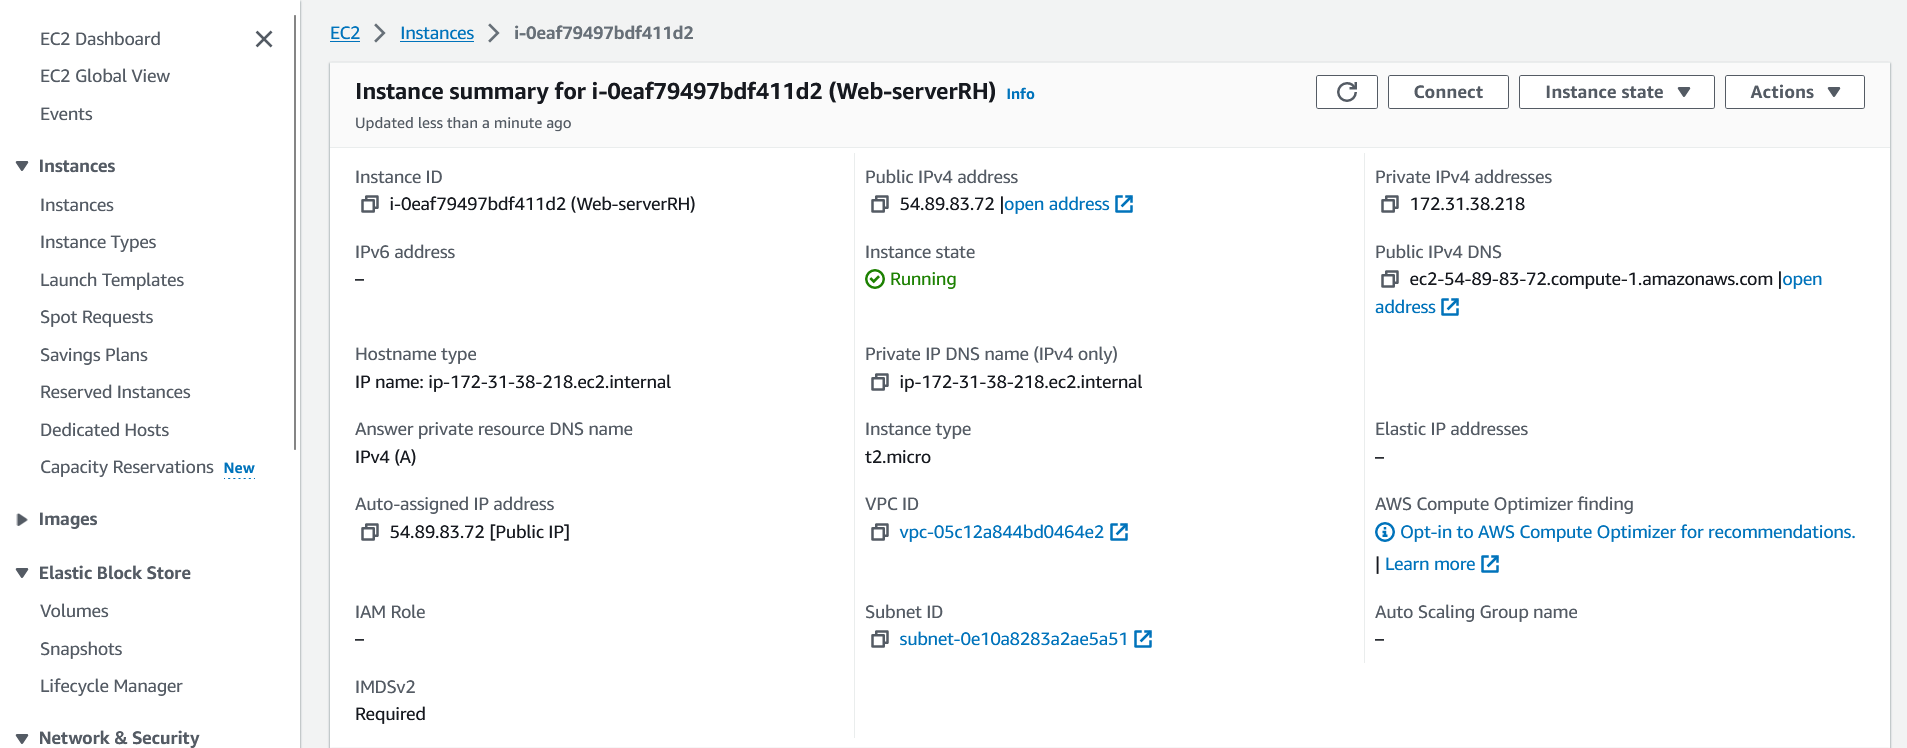 EC2 Dashboard
EC2 Global View
Events
Instances
Instances
Instance Types
Launch Templates
Spot Requests
Savings Plans
Reserved Instances
Dedicated Hosts
Capacity Reservations New
Images
Elastic Block Store
Volumes
Snapshots
Lifecycle Manager
Network & Security
EC2 Instances i-0eaf79497bdf411d2
Instance summary for i-0eaf79497bdf411d2 (Web-serverRH) Info
Updated less than a minute ago
Connect
Instance state
Actions
Instance ID
i-0eaf79497bdf411d2 (Web-serverRH)
Public IPv4 address
54.89.83.72 |open address
Private IPv4 addresses
172.31.38.218
IPv6 address
–
Instance state
Running
Public IPv4 DNS
ec2-54-89-83-72.compute-1.amazonaws.com |open
address
Hostname type
IP name: ip-172-31-38-218.ec2.internal
Private IP DNS name (IPv4 only)
ip-172-31-38-218.ec2.internal
Answer private resource DNS name
IPv4 (A)
Instance type
t2.micro
Elastic IP addresses
–
Auto-assigned IP address
54.89.83.72 [Public IP]
VPC ID
vpc-05c12a844bd0464e2
AWS Compute Optimizer finding
Opt-in to AWS Compute Optimizer for recommendations.
| Learn more
IAM Role
–
Subnet ID
subnet-0e10a8283a2ae5a51
Auto Scaling Group name
–
IMDSv2
Required